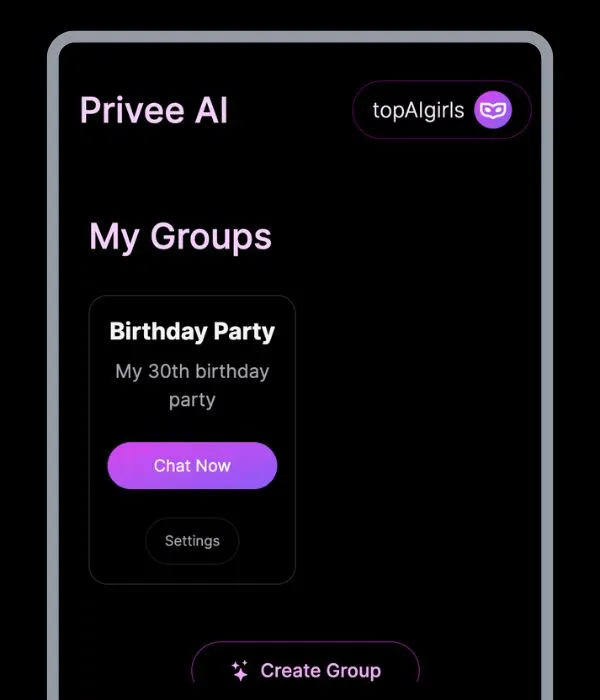 Privee AI
topAIgirls
My Groups
Birthday Party
My 30th birthday
party
Chat Now
Settings
Create Group